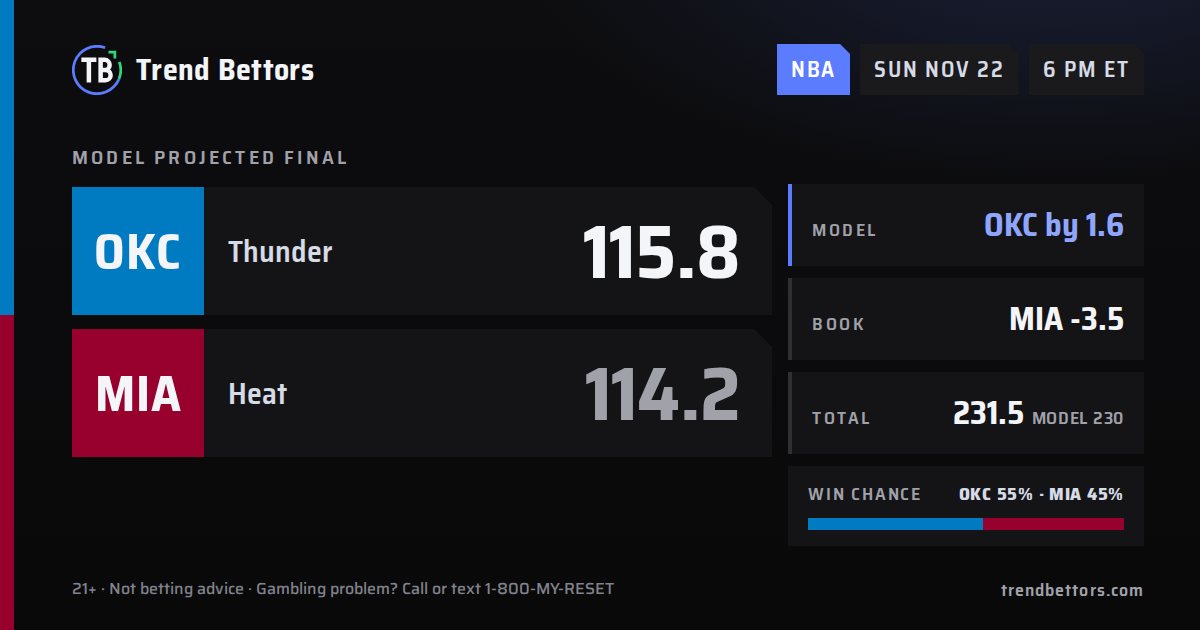 TB Trend Bettors
NBA SUN NOV 22 6 PM ET
MODEL PROJECTED FINAL
OKC Thunder 115.8
MIA Heat 114.2
MODEL OKC by 1.6
BOOK MIA -3.5
TOTAL 231.5 MODEL 230
WIN CHANCE OKC 55% · MIA 45%
21+ · Not betting advice · Gambling problem? Call or text 1-800-MY-RESET
trendbettors.com